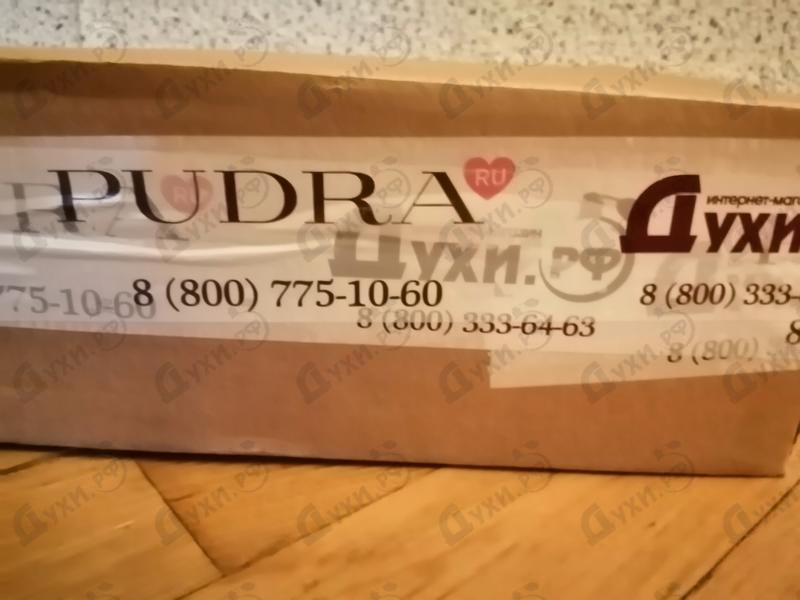 PUDRA RU
интернет-маг
Духи
Духи.рф
775-10-60
8 (800) 775-10-60
8 (800) 333-
8 (800) 333-64-63
8
8 (800)